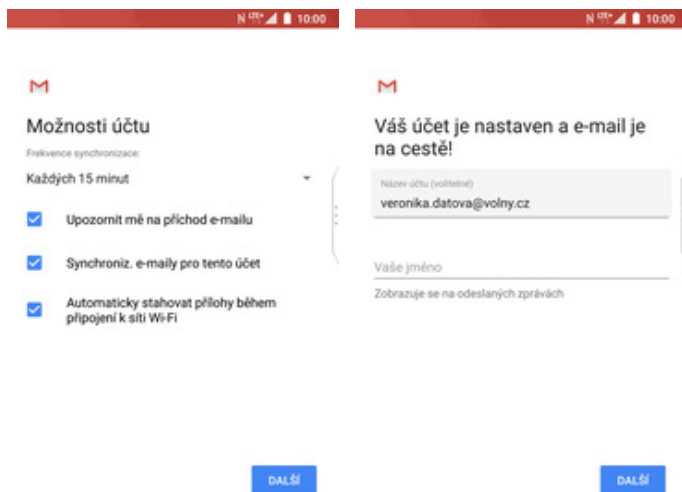 10:00
Možnosti účtu
Frekvence synchronizace:
Každých 15 minut
Upozornit mě na příchod e-mailu
Synchroniz. e-maily pro tento účet
Automaticky stahovat přílohy během
připojení k síti Wi-Fi
DALŠÍ
10:00
Váš účet je nastaven a e-mail je
na cestě!
Název účtu (volitelné)
veronika.datova@volny.cz
Vaše jméno
Zobrazuje se na odeslaných zprávách
DALŠÍ